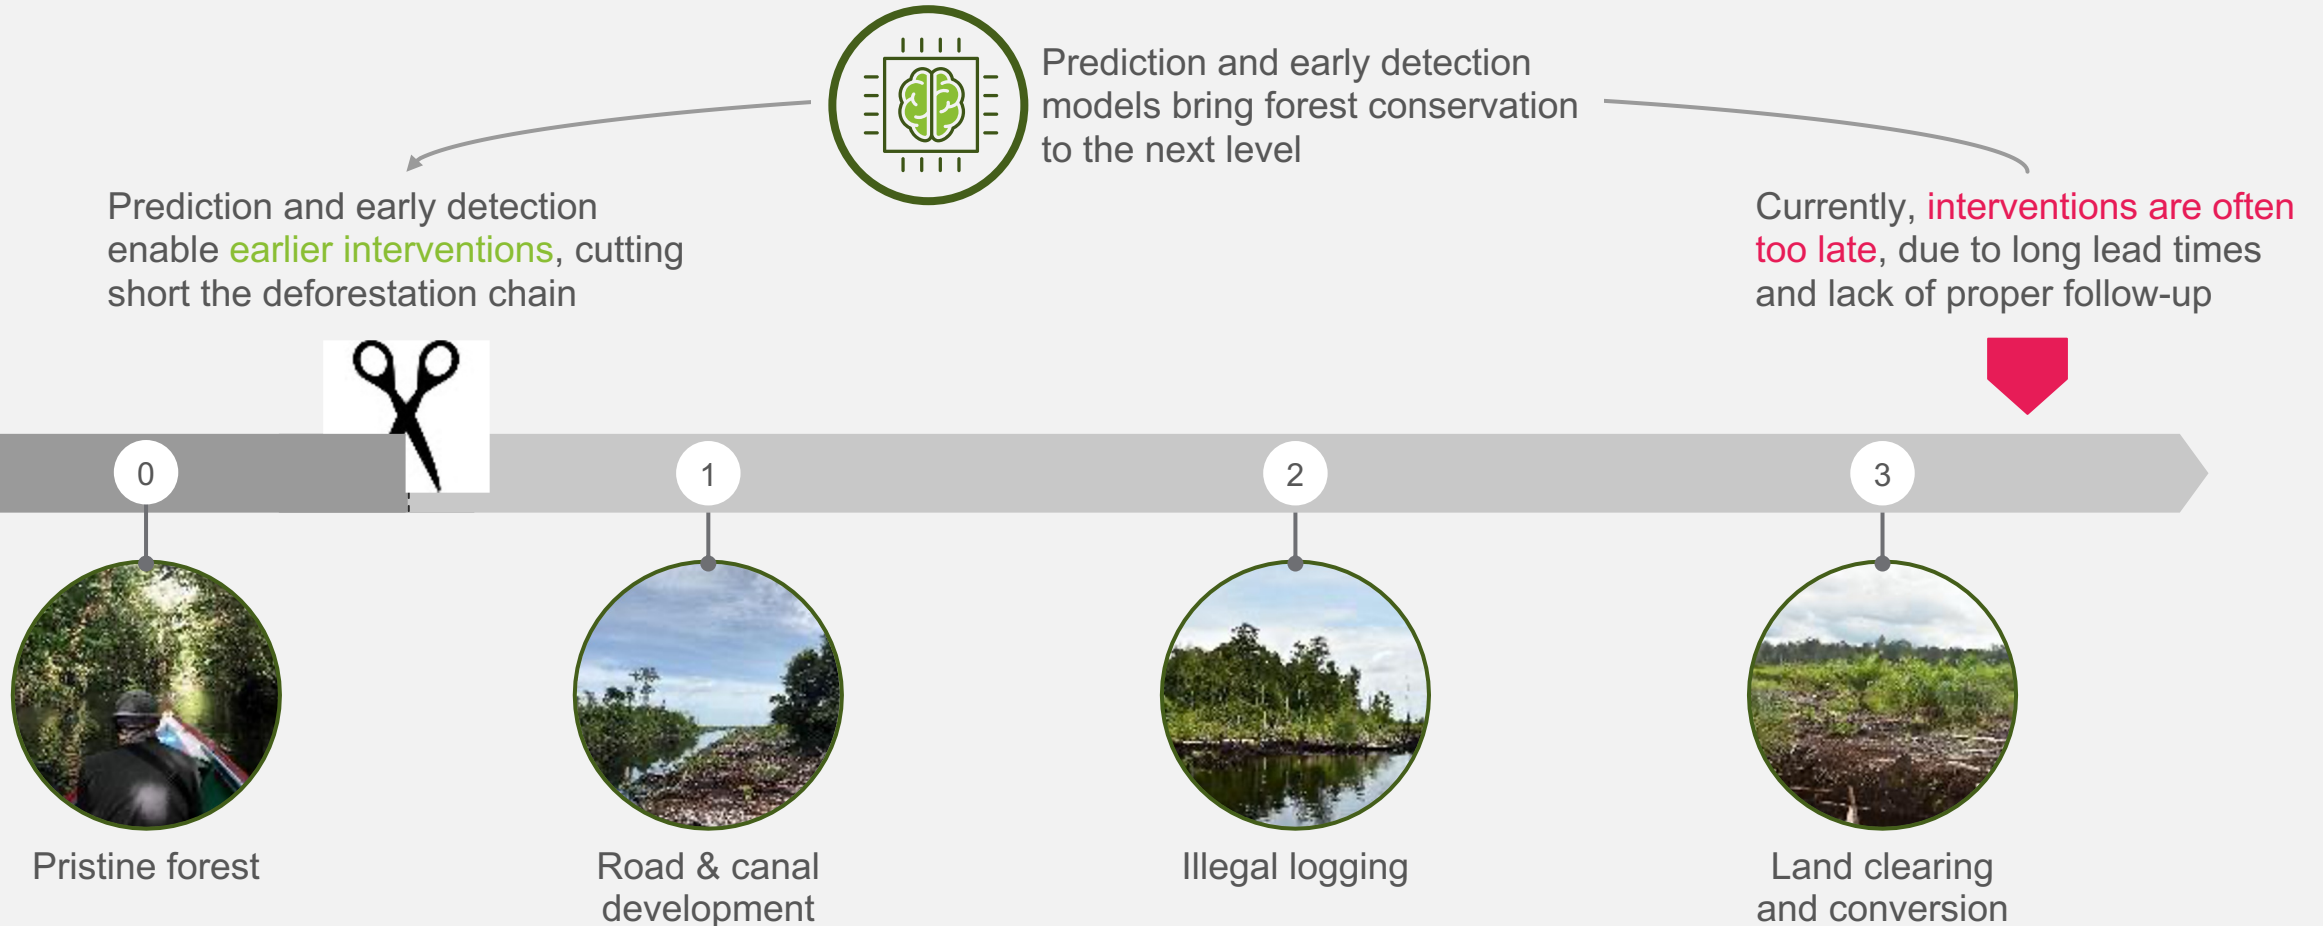 Prediction and early detection
models bring forest conservation
to the next level
Prediction and early detection
enable earlier interventions, cutting
short the deforestation chain
Currently, interventions are often
too late, due to long lead times
and lack of proper follow-up
0
1
2
3
Pristine forest
Road & canal
development
Illegal logging
Land clearing
and conversion